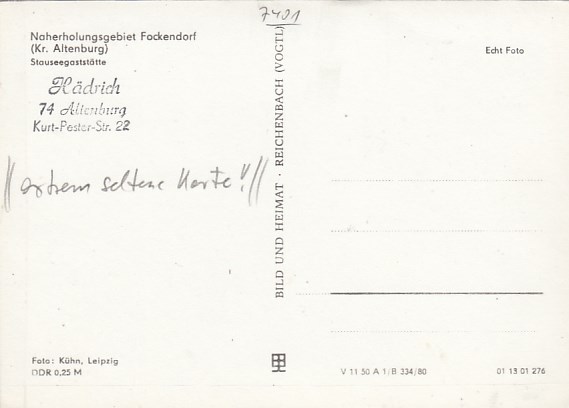 7401
Naherholungsgebiet Fockendorf
(Kr. Altenburg)
Stauseegaststätte
Hädrich
74 Altenburg
Kurt-Pester-Str. 22
Echt Foto
// extrem seltene Karte!!//
BILD UND HEIMAT · REICHENBACH (VOGTL)
Foto: Kühn, Leipzig
DDR 0,25 M
V 11 50 A 1/B 334/80
01 13 01 276